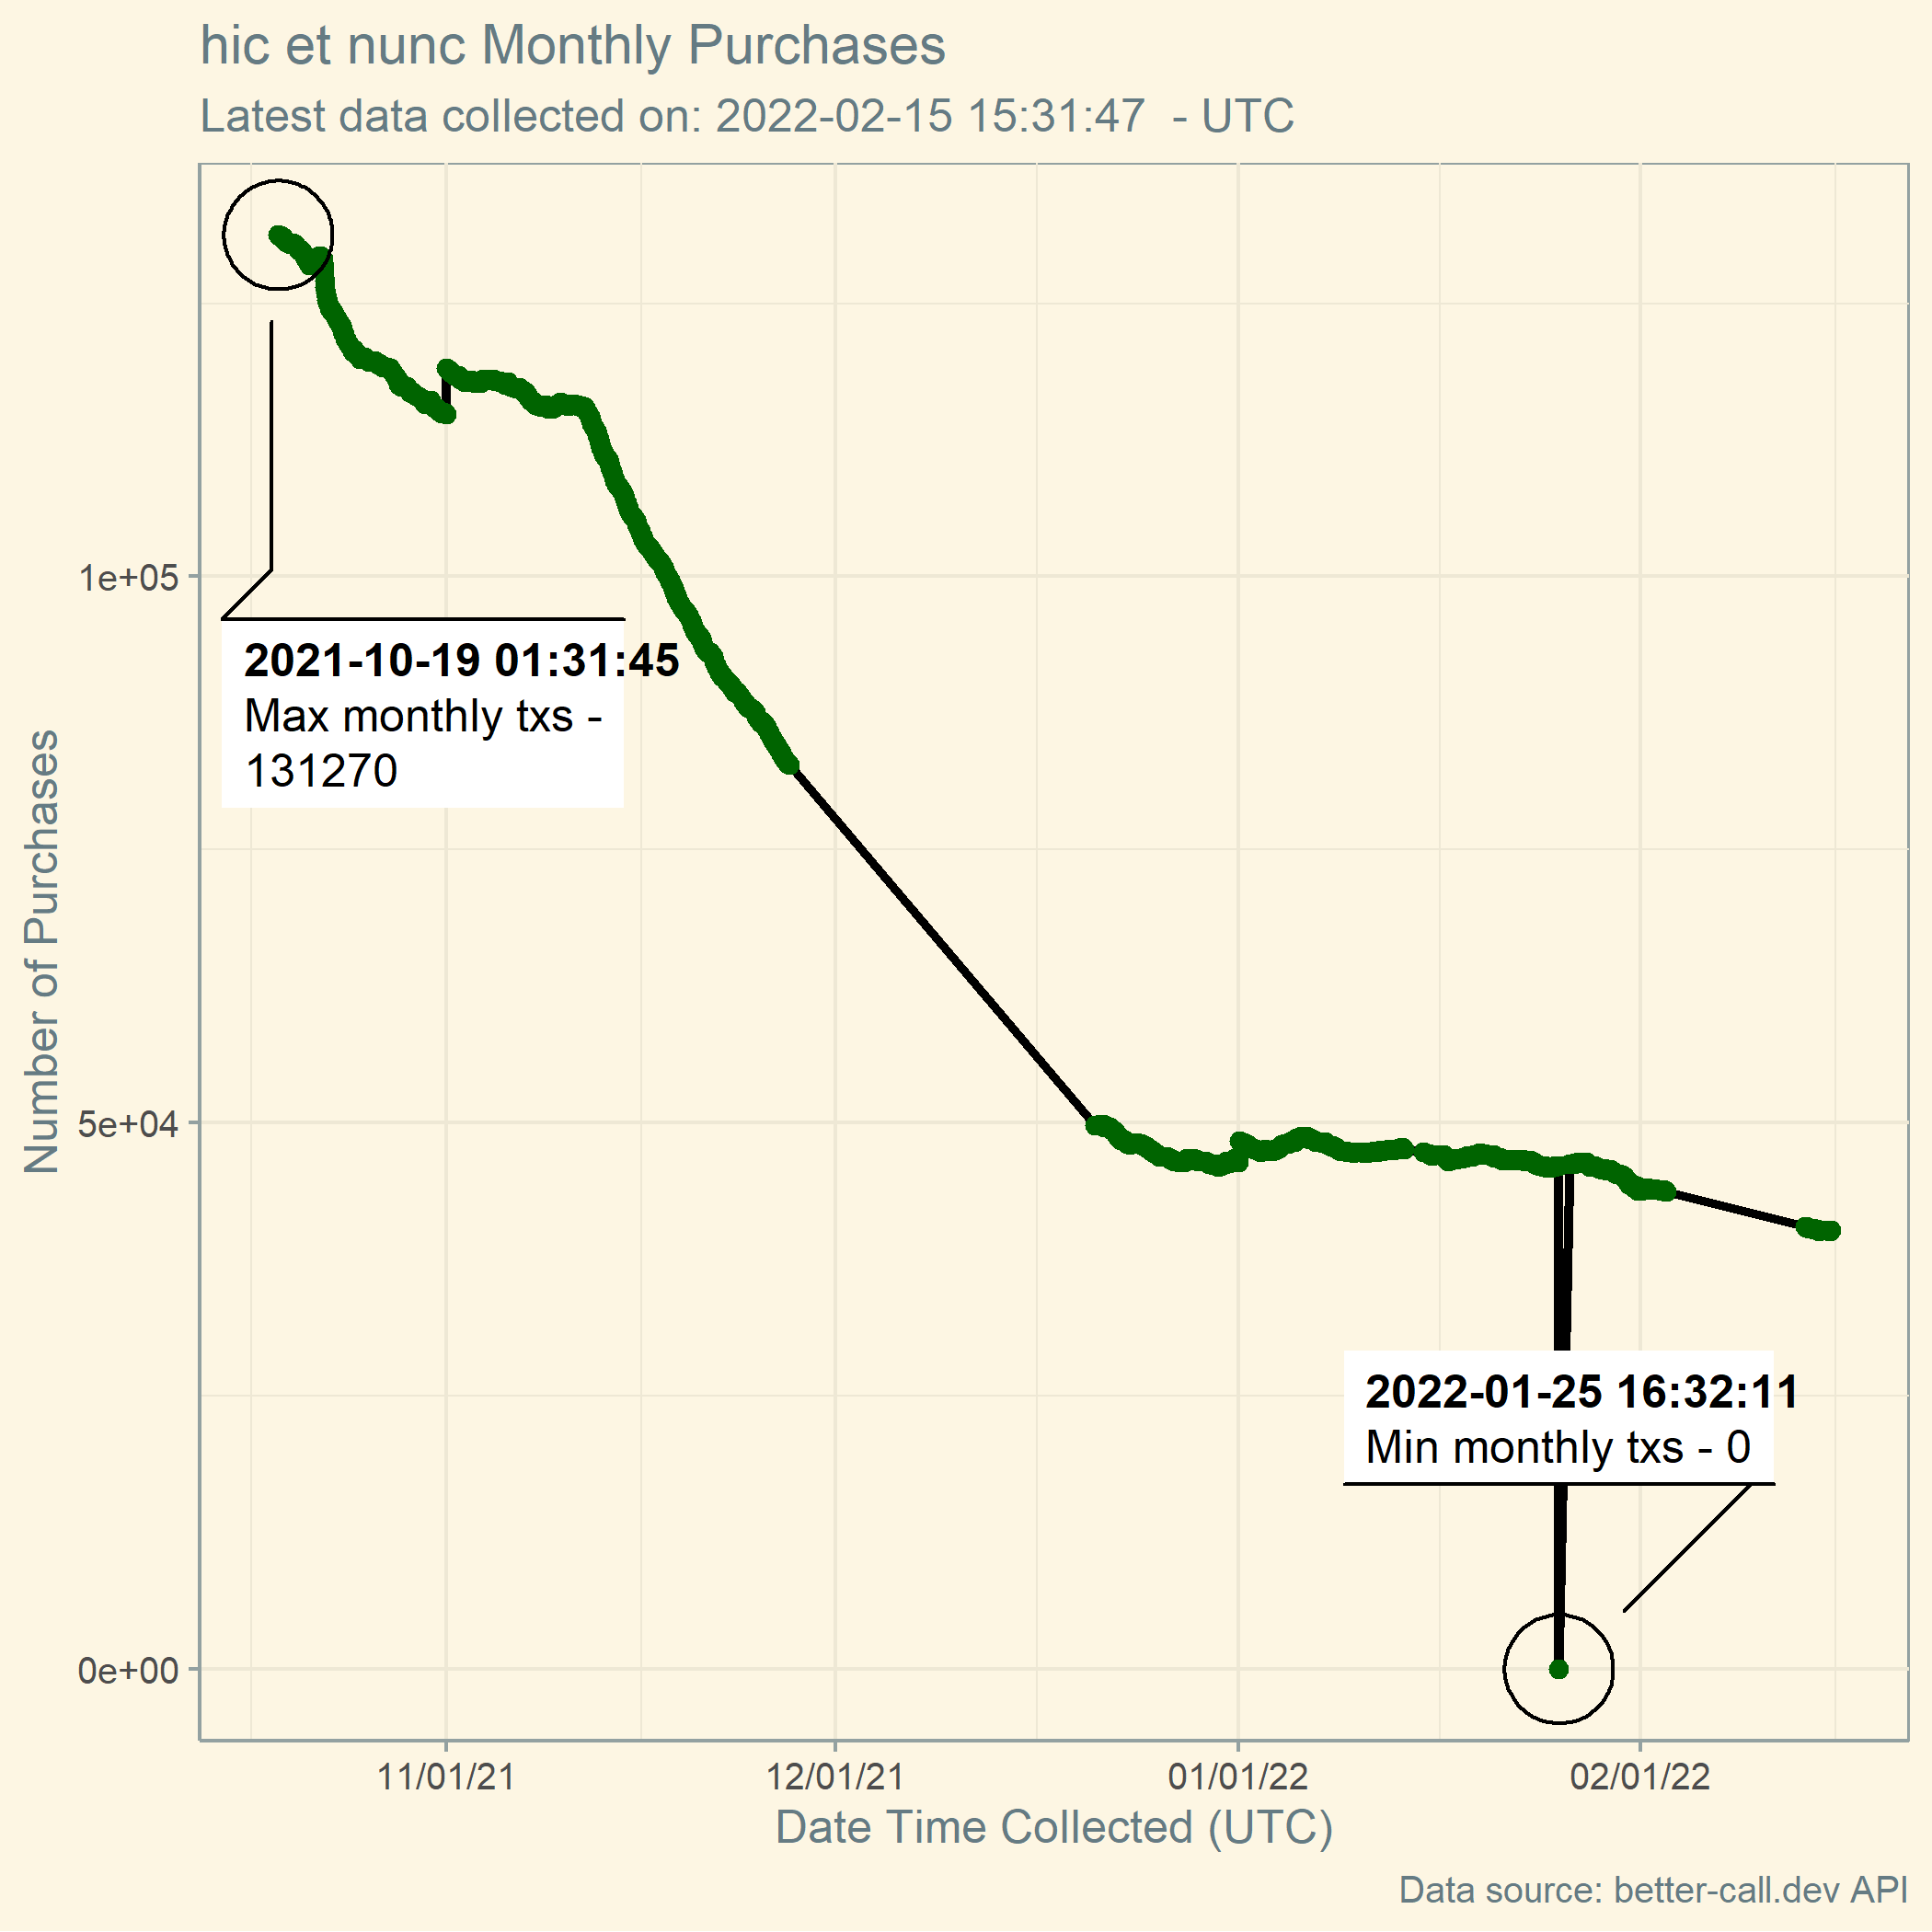 hic et nunc Monthly Purchases
Latest data collected on: 2022-02-15 15:31:47  - UTC
Number of Purchases
1e+05
5e+04
0e+00
2021-10-19 01:31:45
Max monthly txs -
131270
2022-01-25 16:32:11
Min monthly txs - 0
11/01/21
12/01/21
01/01/22
02/01/22
Date Time Collected (UTC)
Data source: better-call.dev API